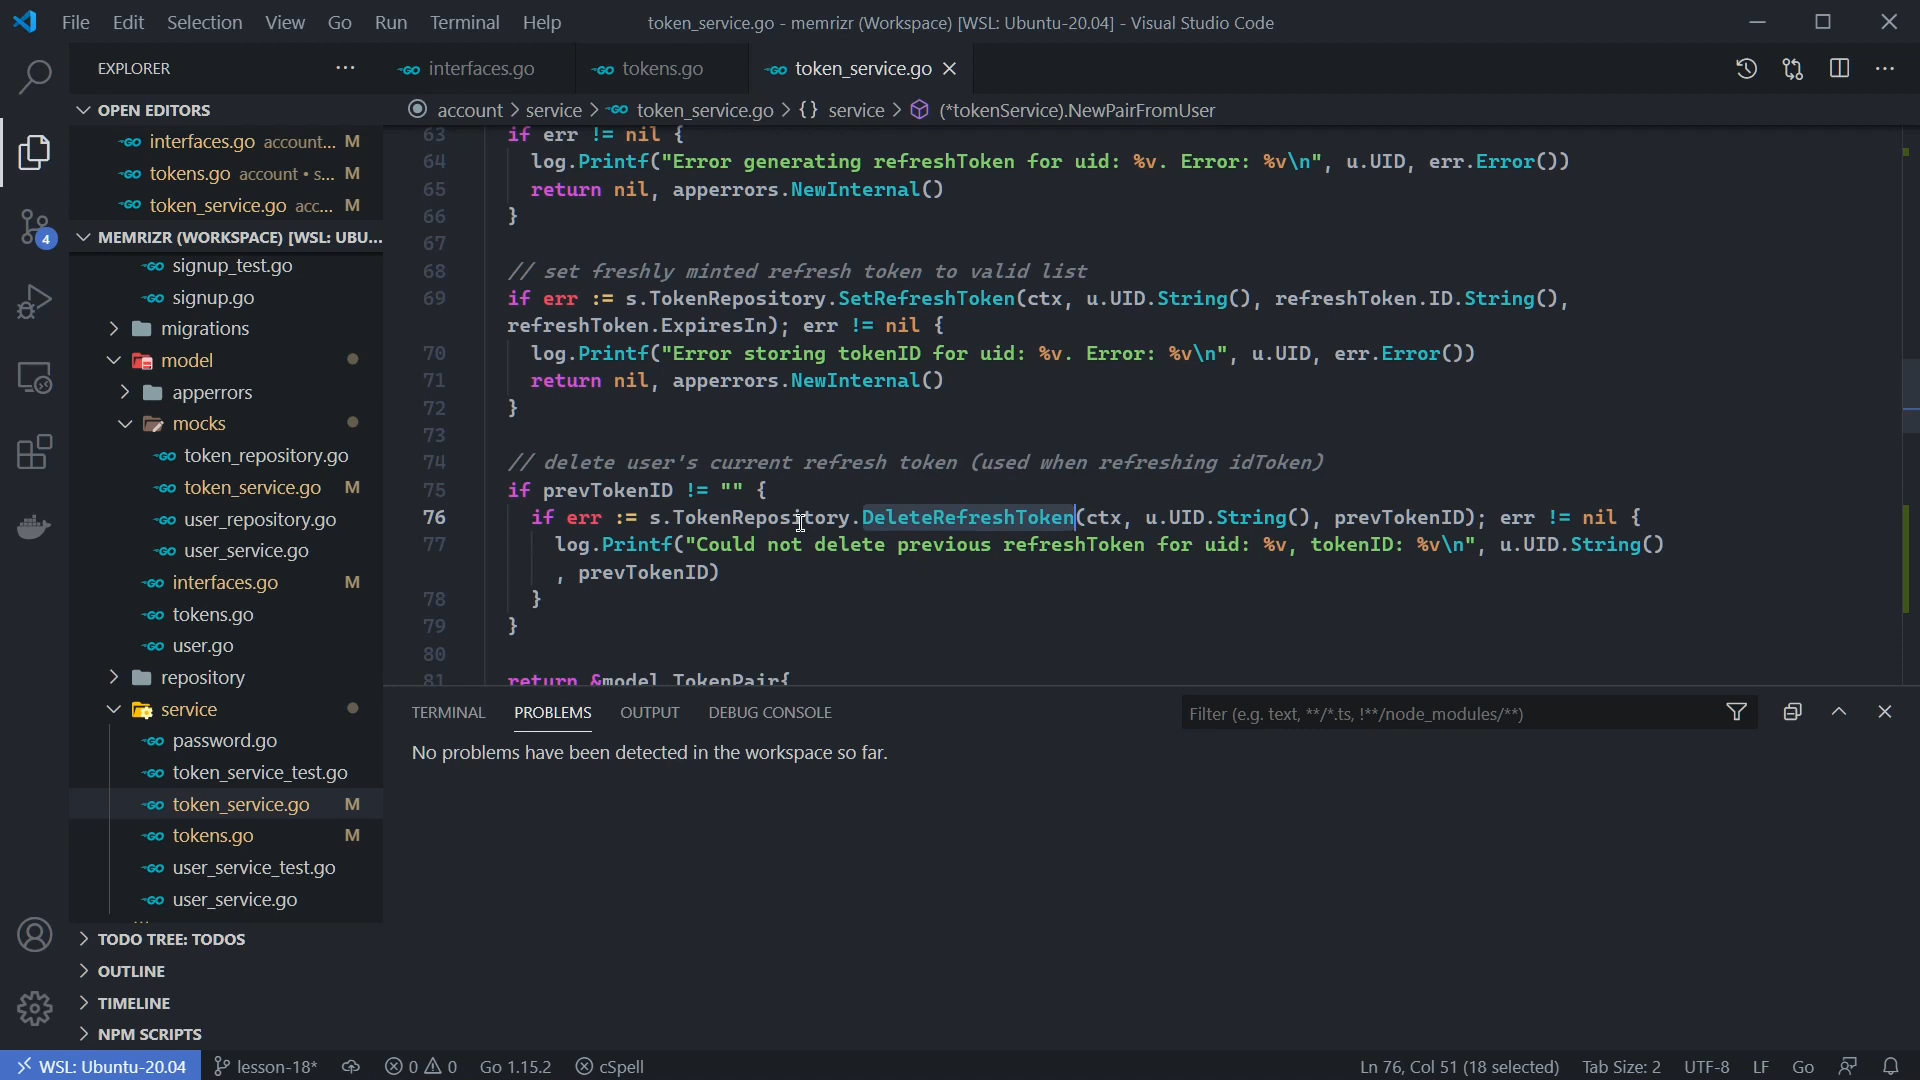 File Edit Selection View Go Run Terminal Help
token_service.go - memrizr (Workspace) [WSL: Ubuntu-20.04] - Visual Studio Code
EXPLORER
interfaces.go
tokens.go
token_service.go
OPEN EDITORS
interfaces.go account... M
tokens.go account • s... M
token_service.go acc... M
MEMRIZR (WORKSPACE) [WSL: UBU...
signup_test.go
signup.go
migrations
model
apperrors
mocks
token_repository.go
token_service.go M
user_repository.go
user_service.go
interfaces.go M
tokens.go
user.go
repository
service
password.go
token_service_test.go
token_service.go M
tokens.go M
user_service_test.go
user_service.go
TODO TREE: TODOS
OUTLINE
TIMELINE
NPM SCRIPTS
4
account > service > token_service.go > {} service > (*tokenService).NewPairFromUser
63 if err != nil {
64 log.Printf("Error generating refreshToken for uid: %v. Error: %v\n", u.UID, err.Error())
65 return nil, apperrors.NewInternal()
66 }
67
68 // set freshly minted refresh token to valid list
69 if err := s.TokenRepository.SetRefreshToken(ctx, u.UID.String(), refreshToken.ID.String(),
refreshToken.ExpiresIn); err != nil {
70 log.Printf("Error storing tokenID for uid: %v. Error: %v\n", u.UID, err.Error())
71 return nil, apperrors.NewInternal()
72 }
73
74 // delete user's current refresh token (used when refreshing idToken)
75 if prevTokenID != "" {
76 if err := s.TokenRepository.DeleteRefreshToken(ctx, u.UID.String(), prevTokenID); err != nil {
77 log.Printf("Could not delete previous refreshToken for uid: %v, tokenID: %v\n", u.UID.String()
, prevTokenID)
78 }
79 }
80
81 return &model.TokenPair{
TERMINAL PROBLEMS OUTPUT DEBUG CONSOLE
Filter (e.g. text, **/*.ts, !**/node_modules/**)
No problems have been detected in the workspace so far.
WSL: Ubuntu-20.04 lesson-18* 0 0 Go 1.15.2 cSpell
Ln 76, Col 51 (18 selected) Tab Size: 2 UTF-8 LF Go